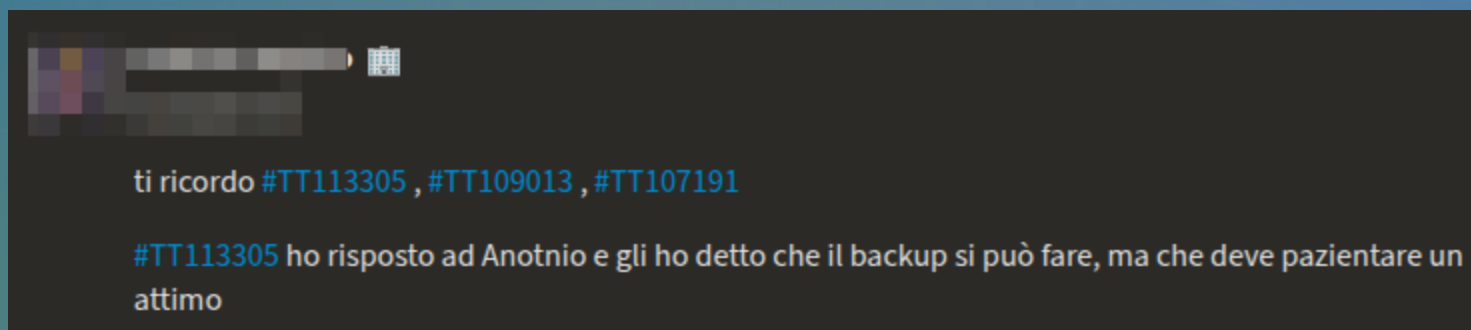 ti ricordo #TT113305 , #TT109013 , #TT107191
#TT113305 ho risposto ad Anotnio e gli ho detto che il backup si può fare, ma che deve pazientare un
attimo